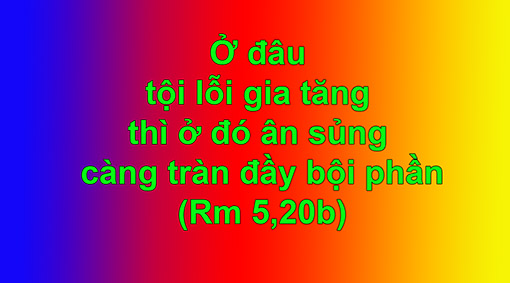 Ở đâu
tội lỗi gia tăng
thì ở đó ân sủng
càng tràn đầy bội phần
(Rm 5,20b)